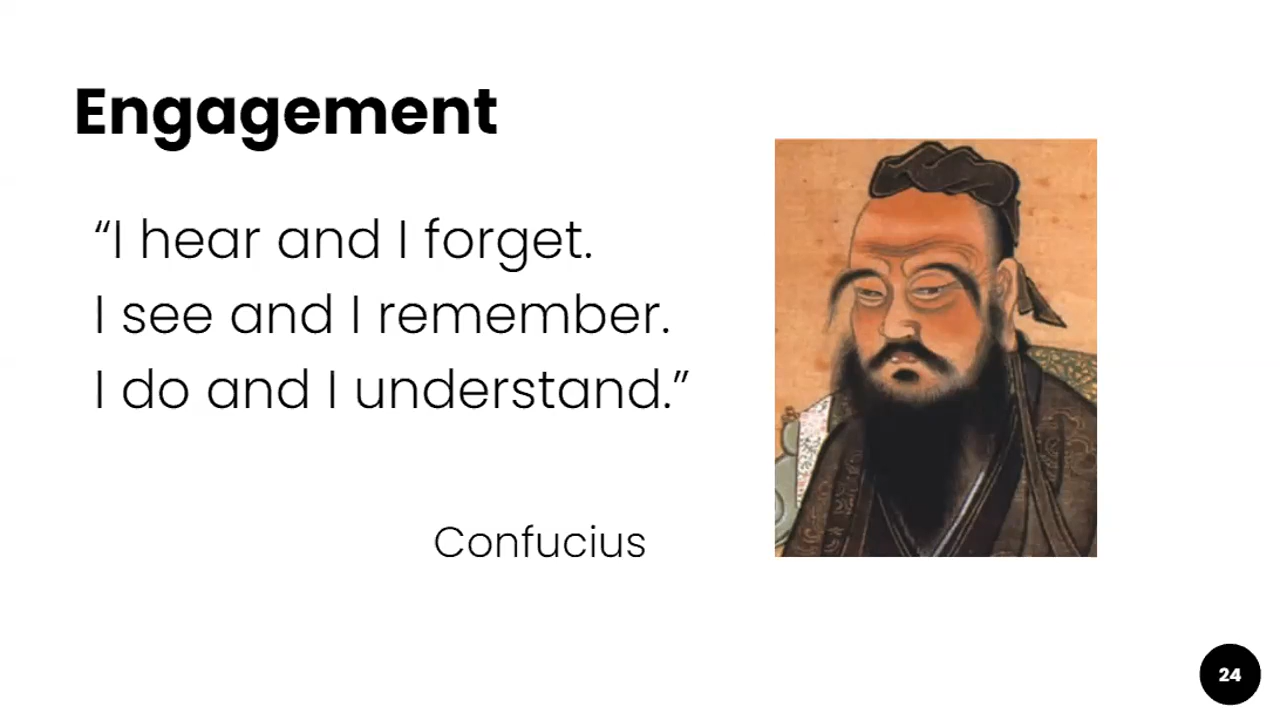 Engagement
“I hear and I forget.
I see and I remember.
I do and I understand.”
Confucius
24